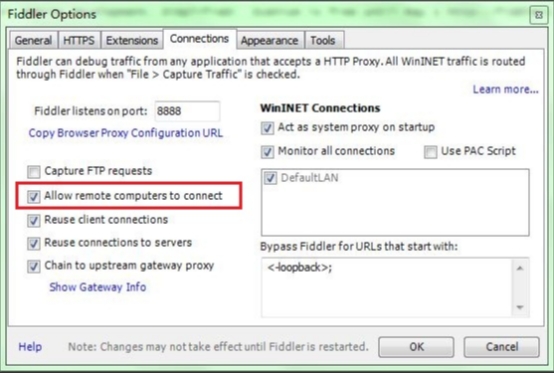 Fiddler Options
General HTTPS Extensions Connections Appearance Tools
Fiddler can debug traffic from any application that accepts a HTTP Proxy. All WinINET traffic is routed
through Fiddler when "File > Capture Traffic" is checked.
Learn more...
Fiddler listens on port: 8888
Copy Browser Proxy Configuration URL
Capture FTP requests
Allow remote computers to connect
Reuse client connections
Reuse connections to servers
Chain to upstream gateway proxy
Show Gateway Info
WinINET Connections
Act as system proxy on startup
Monitor all connections Use PAC Script
DefaultLAN
Bypass Fiddler for URLs that start with:
<-loopback>;
Help Note: Changes may not take effect until Fiddler is restarted. OK Cancel